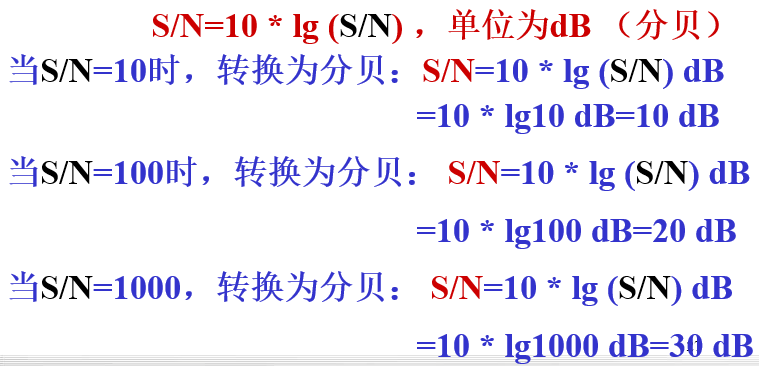 S/N=10 * lg (S/N) ，单位为dB （分贝）
当S/N=10时，转换为分贝：S/N=10 * lg (S/N) dB
=10 * lg10 dB=10 dB
当S/N=100时，转换为分贝： S/N=10 * lg (S/N) dB
=10 * lg100 dB=20 dB
当S/N=1000，转换为分贝： S/N=10 * lg (S/N) dB
=10 * lg1000 dB=30 dB